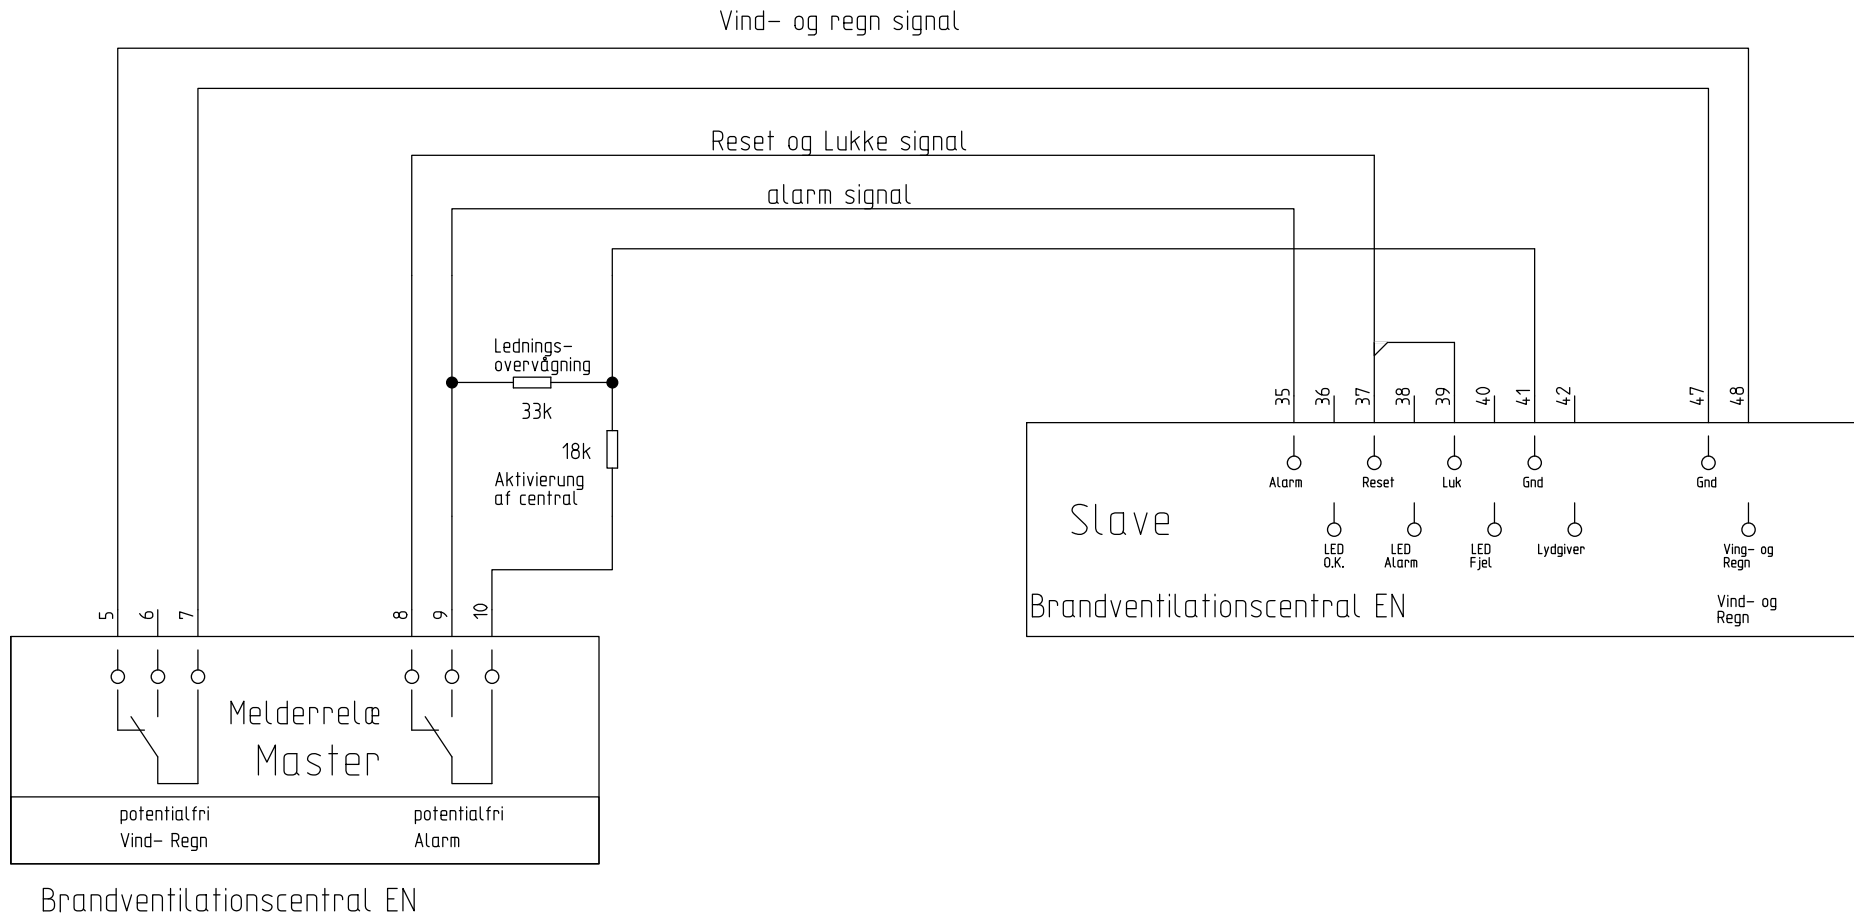 Vind- og regn signal
Reset og Lukke signal
alarm signal
Lednings-
overvågning
33k
18k
Aktivierung
af central
35 36 37 38 39 40 41 42 47 48
Alarm Reset Luk Gnd Gnd
Slave
LED
O.K.
LED
Alarm
LED
Fjel
Lydgiver
Ving- og
Regn
Brandventilationscentral EN
Vind- og
Regn
5 6 7 8 9 10
Melderrelæ
Master
potentialfri
Vind- Regn
potentialfri
Alarm
Brandventilationscentral EN